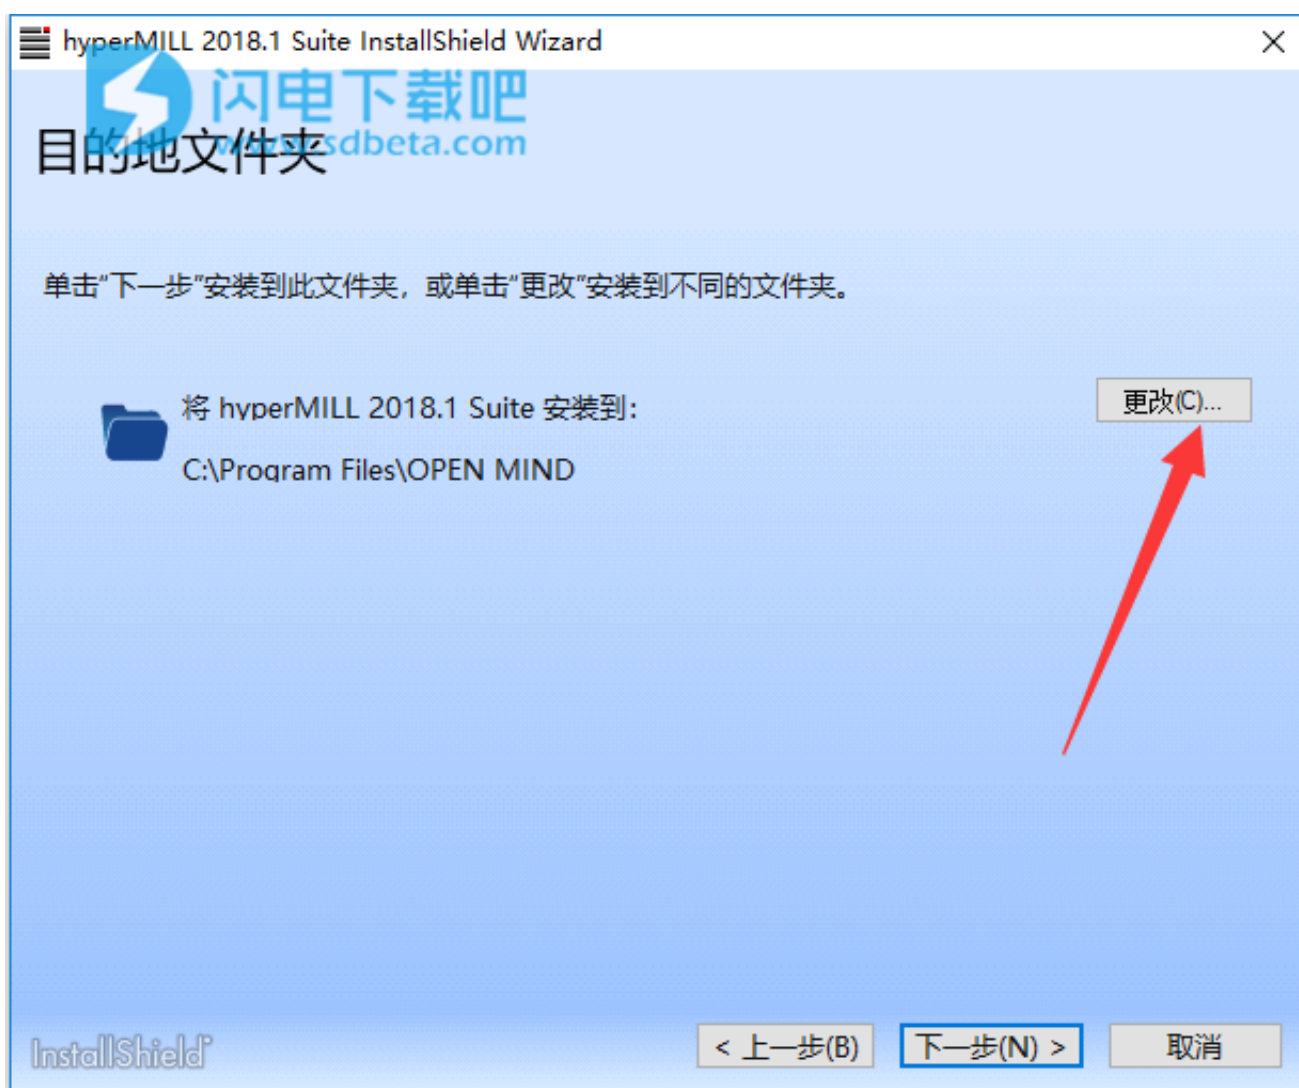 hyperMILL 2018.1 Suite InstallShield Wizard
闪电下载吧
www.sdbeta.com
目的地文件夹
单击“下一步”安装到此文件夹，或单击“更改”安装到不同的文件夹。
将 hyperMILL 2018.1 Suite 安装到：
更改(C)...
C:\Program Files\OPEN MIND
InstallShield
< 上一步(B)
下一步(N) >
取消